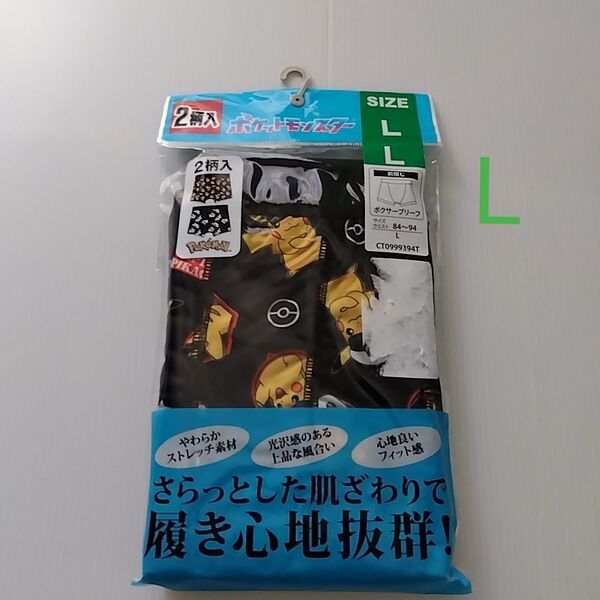 2柄入
ポケットモンスター
SIZE
L
L
L
2柄入
POKÉMON
前開き
ボクサーブリーフ
サイズ
ウエスト 84〜94
L
CT0999394T
PIKAC
やわらか
ストレッチ素材
光沢感のある
上品な風合い
心地良い
フィット感
さらっとした肌ざわりで
履き心地抜群!